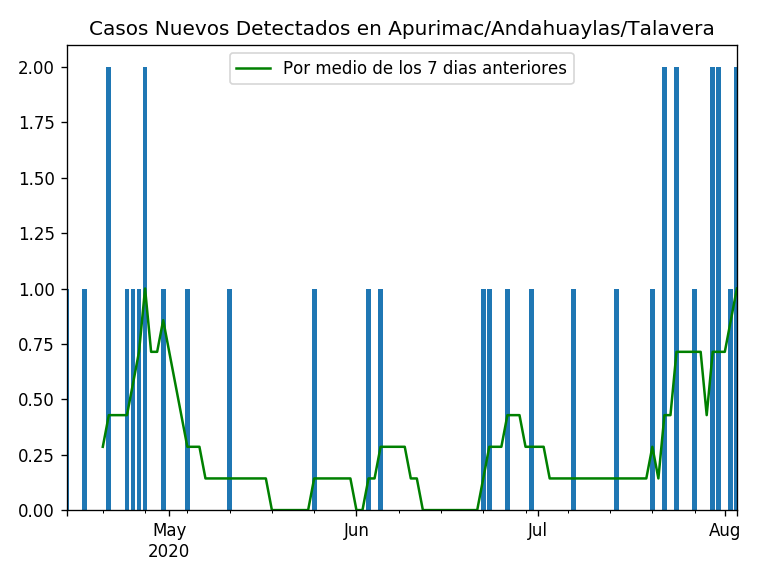 Casos Nuevos Detectados en Apurimac/Andahuaylas/Talavera
Por medio de los 7 dias anteriores
2.00
1.75
1.50
1.25
1.00
0.75
0.50
0.25
0.00
May
2020
Jun
Jul
Aug